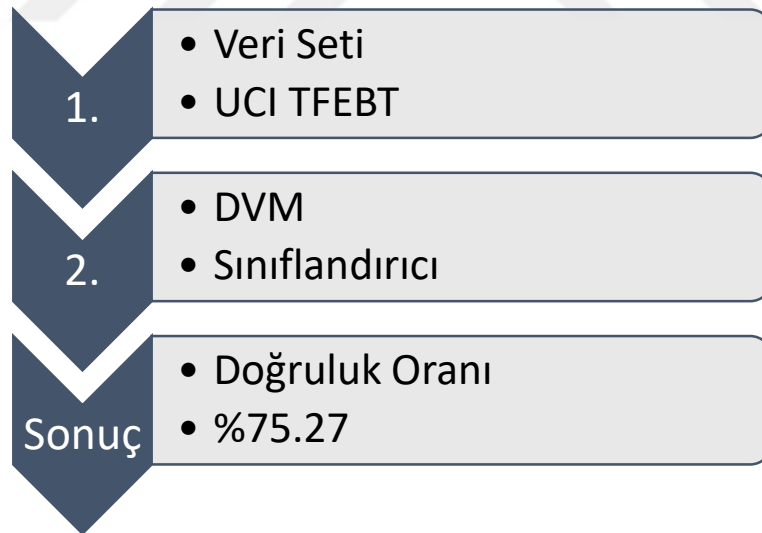 1.
• Veri Seti
• UCI TFEBT
2.
• DVM
• Sınıflandırıcı
Sonuç
• Doğruluk Oranı
• %75.27